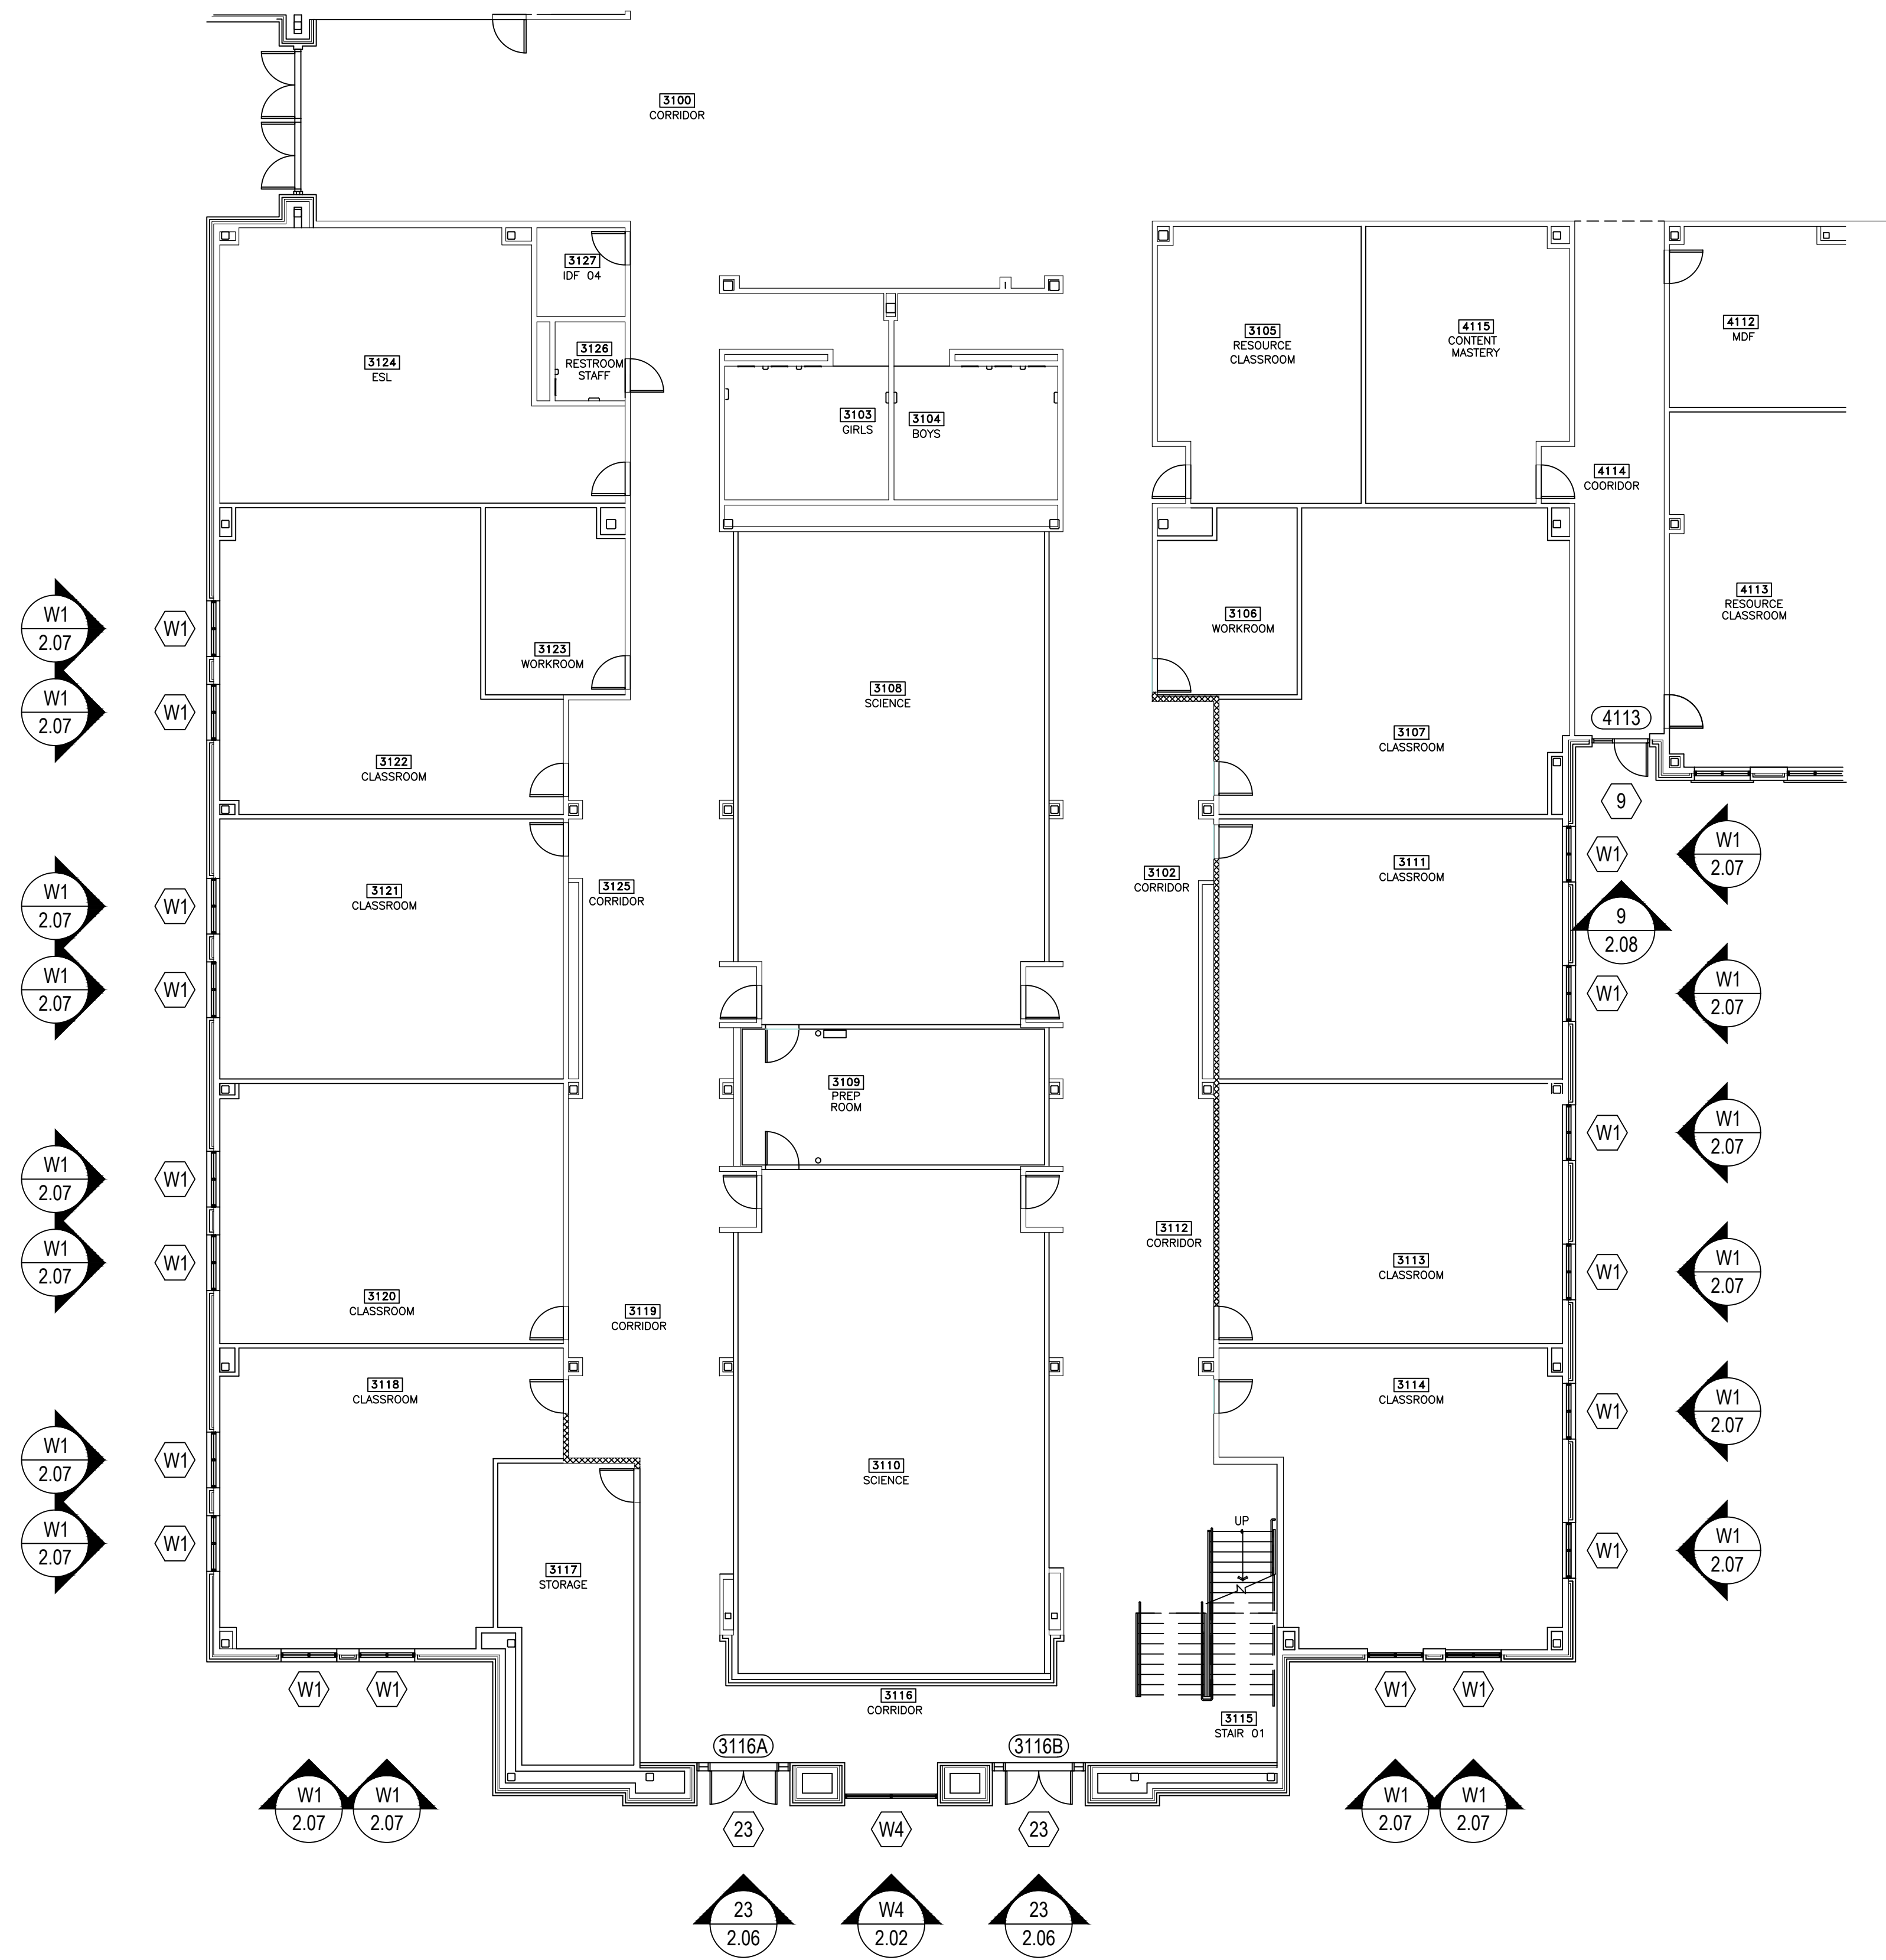 3100
CORRIDOR
3127
IDF 04
3126
RESTROOM
STAFF
3124
ESL
3103
GIRLS
3104
BOYS
3105
RESOURCE
CLASSROOM
4115
CONTENT
MASTERY
4112
MDF
4114
COORIDOR
4113
RESOURCE
CLASSROOM
W1
2.07
W1
W1
2.07
W1
3123
WORKROOM
3122
CLASSROOM
3108
SCIENCE
3106
WORKROOM
3107
CLASSROOM
4113
9
W1
W1
2.07
9
2.08
W1
W1
2.07
3111
CLASSROOM
3102
CORRIDOR
3125
CORRIDOR
3121
CLASSROOM
W1
2.07
W1
W1
2.07
W1
3109
PREP
ROOM
W1
W1
2.07
W1
2.07
W1
W1
2.07
W1
3120
CLASSROOM
3119
CORRIDOR
3112
CORRIDOR
3113
CLASSROOM
W1
W1
2.07
3118
CLASSROOM
3114
CLASSROOM
W1
W1
2.07
W1
2.07
W1
W1
2.07
W1
3110
SCIENCE
3117
STORAGE
UP
W1
W1
2.07
W1
W1
3116
CORRIDOR
3115
STAIR 01
W1
W1
3116A
3116B
W1
2.07
W1
2.07
23
W4
23
W1
2.07
W1
2.07
23
2.06
W4
2.02
23
2.06